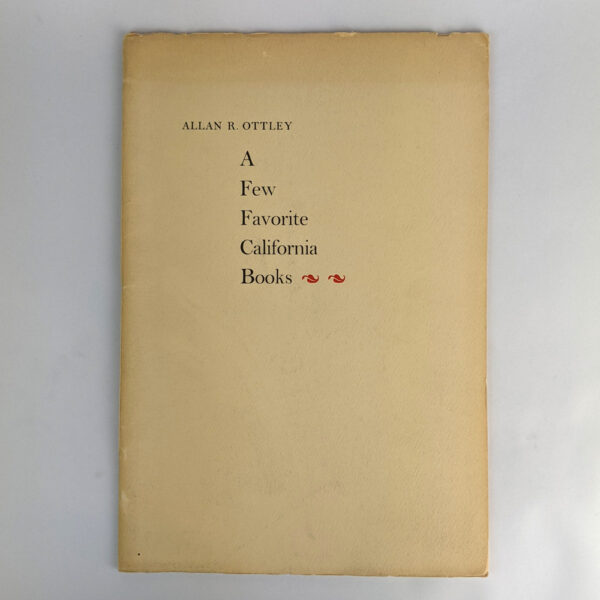 ALLAN R. OTTLEY
A
Few
Favorite
California
Books